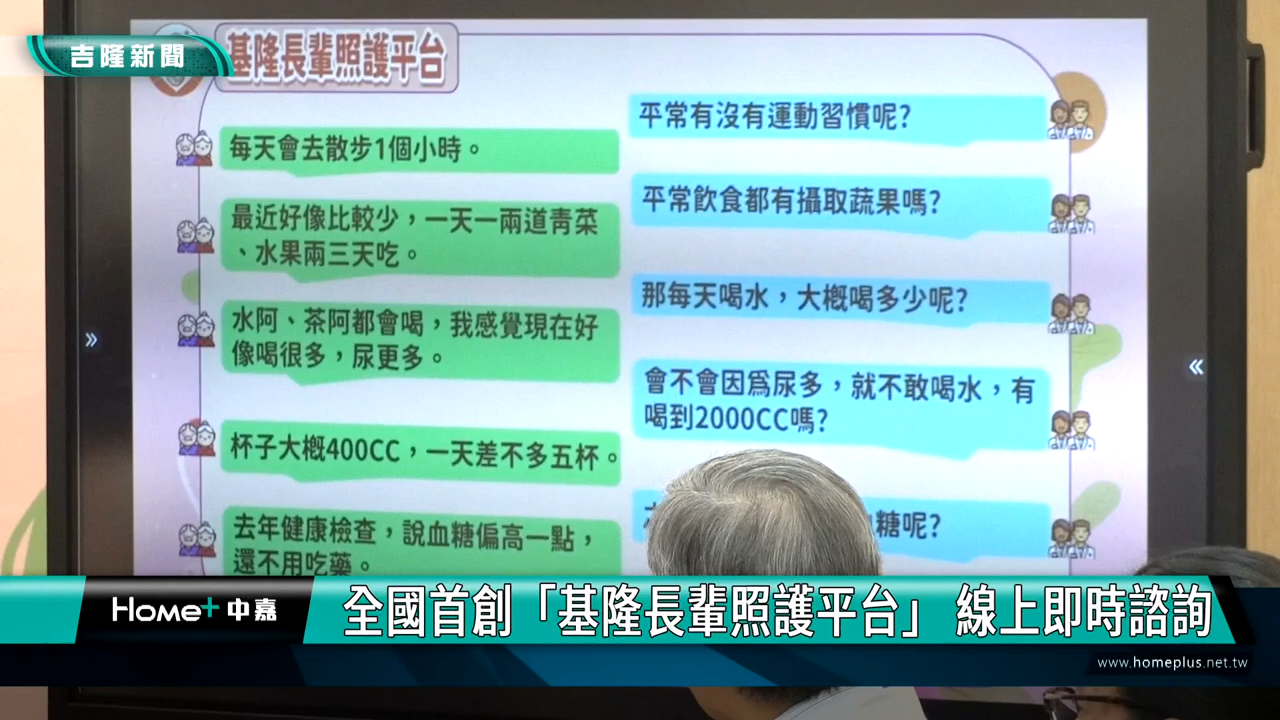 吉隆新聞
基隆長輩照護平台
平常有沒有運動習慣呢?
每天會去散步1個小時。
平常飲食都有攝取蔬果嗎?
最近好像比較少，一天一兩道青菜
、水果兩三天吃。
那每天喝水，大概喝多少呢?
水阿、茶阿都會喝，我感覺現在好
像喝很多，尿更多。
會不會因為尿多，就不敢喝水，有
喝到2000CC嗎?
杯子大概400CC，一天差不多五杯。
糖呢?
去年健康檢查，說血糖偏高一點，
還不用吃藥。
Home+中嘉
全國首創「基隆長輩照護平台」 線上即時諮詢
www.homeplus.net.tw